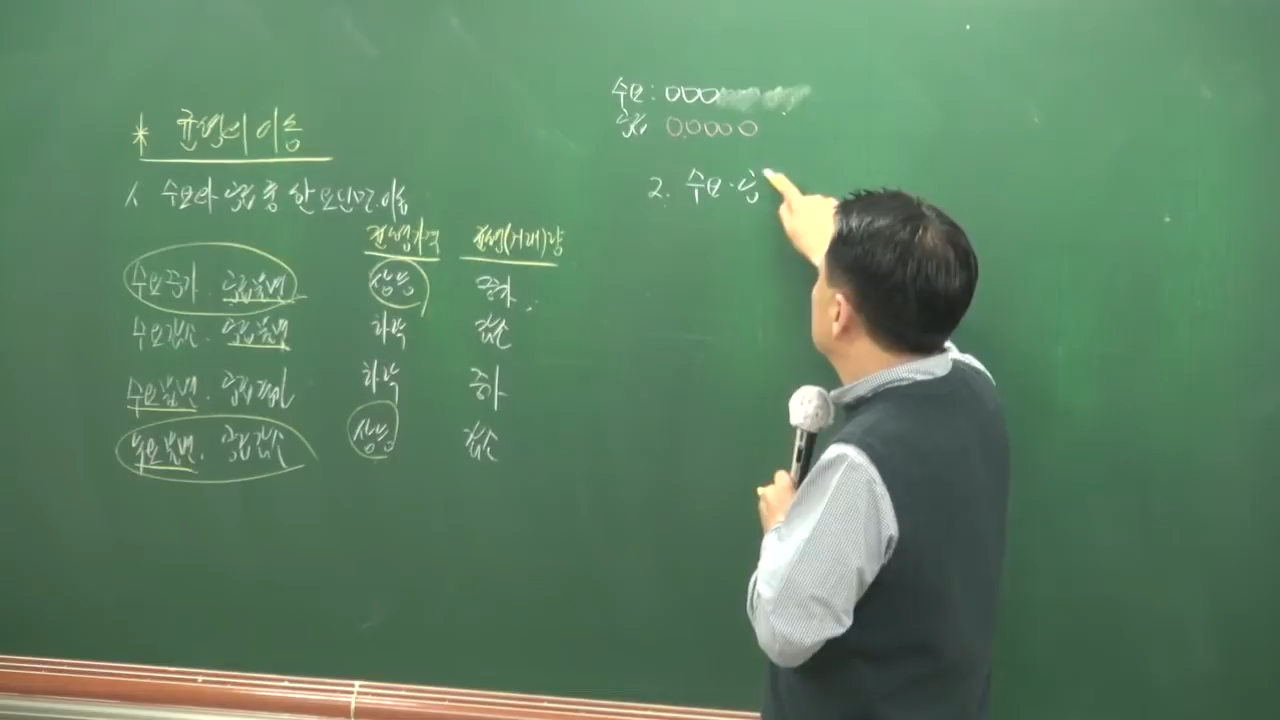 * 균형의 이동
1. 수요와 공급 중 한 요인만 이동
균형가격 균형(거래)량
수요증가. 공급불변 상승 증가
수요감소. 공급불변 하락 감소
수요불변. 공급증가 하락 증가
수요불변. 공급감소 상승 감소
수요: OOO
공급 OOOOO
2. 수요·공